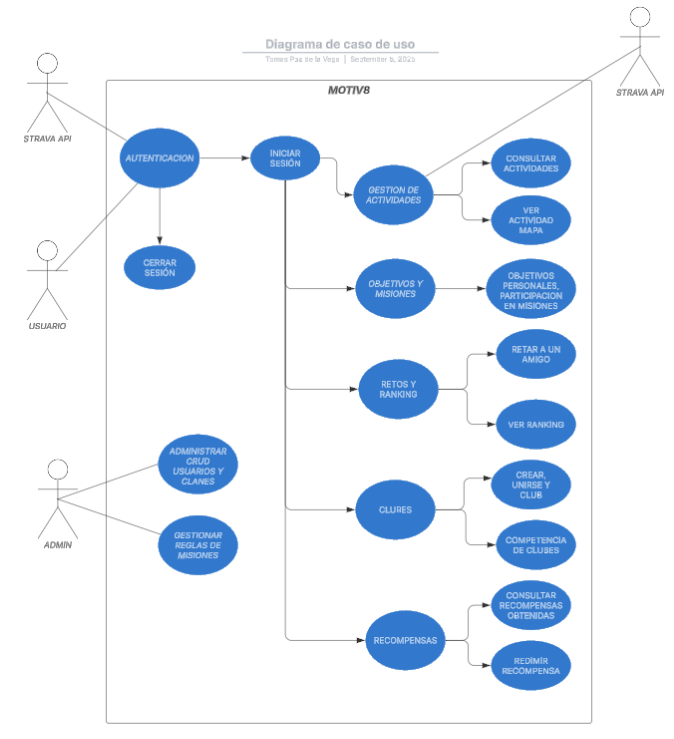 Diagrama de caso de uso
Tomas Paa de la Vega | September 5, 2025
MOTIV8
STRAVA API
STRAVA API
AUTENTICACION
INICIAR
SESIÓN
GESTION DE
ACTIVIDADES
CONSULTAR
ACTIVIDADES
VER
ACTIVIDAD
MAPA
CERRAR
SESIÓN
USUARIO
OBJETIVOS Y
MISIONES
OBJETIVOS
PERSONALES,
PARTICIPACION
EN MISIONES
RETOS Y
RANKING
RETAR A UN
AMIGO
VER RANKING
ADMINISTRAR
CRUD
USUARIOS Y
CLANES
GESTIONAR
REGLAS DE
MISIONES
ADMIN
CLUBES
CREAR,
UNIRSE Y
CLUB
COMPETENCIA
DE CLUBES
RECOMPENSAS
CONSULTAR
RECOMPENSAS
OBTENIDAS
REDIMIR
RECOMPENSA